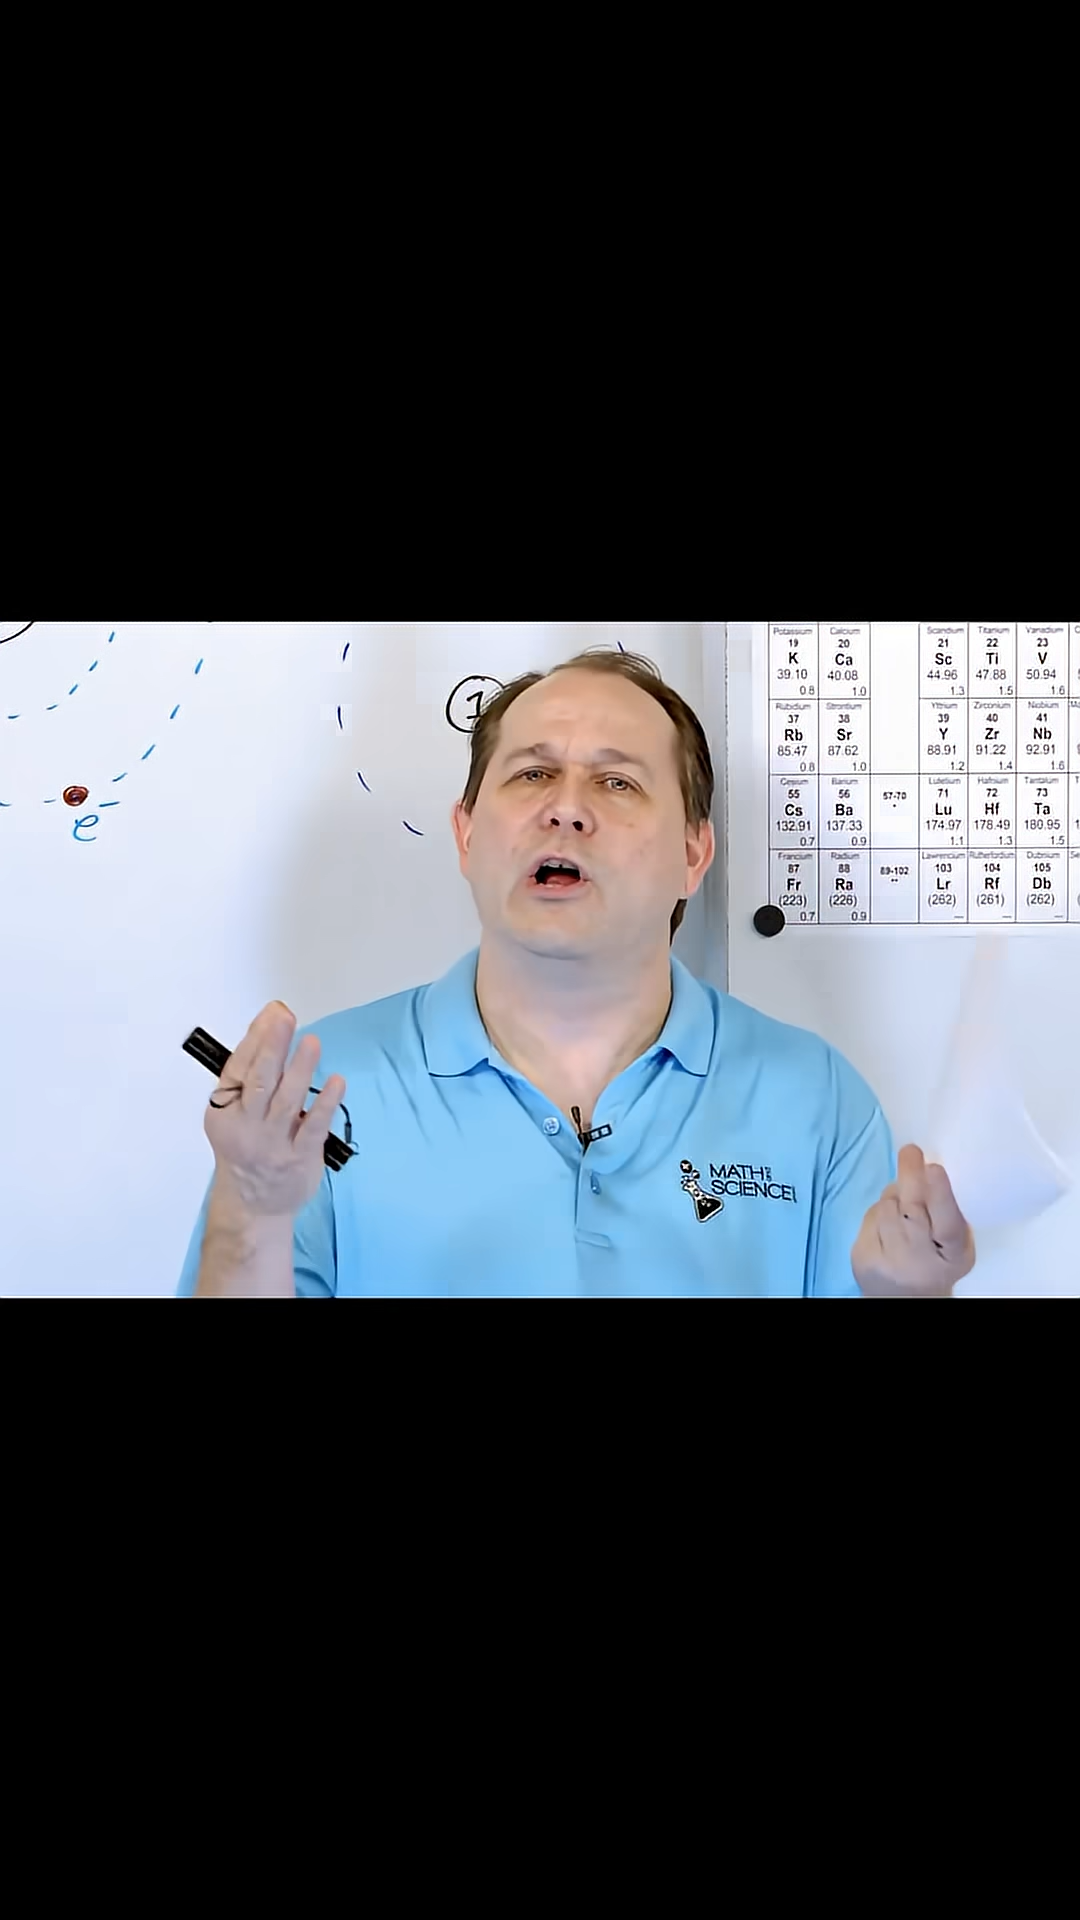 1
e
Potassium Calcium Scandium Titanium Vanadium
19 20 21 22 23
K Ca Sc Ti V
39.10 40.08 44.96 47.88 50.94
0.8 1.0 1.3 1.5 1.6
Rubidium Strontium Yttrium Zirconium Niobium
37 38 39 40 41
Rb Sr Y Zr Nb
85.47 87.62 88.91 91.22 92.91
0.8 1.0 1.2 1.4 1.6
Cesium Barium Lutetium Hafnium Tantalum
55 56 57-70 71 72 73
Cs Ba * Lu Hf Ta
132.91 137.33 174.97 178.49 180.95
0.7 0.9 1.1 1.3 1.5
Francium Radium Lawrencium Rutherfordium Dubnium
87 88 89-102 103 104 105
Fr Ra ** Lr Rf Db
(223) (226) (262) (261) (262)
0.7 0.9 — — —
MATH AND
SCIENCE